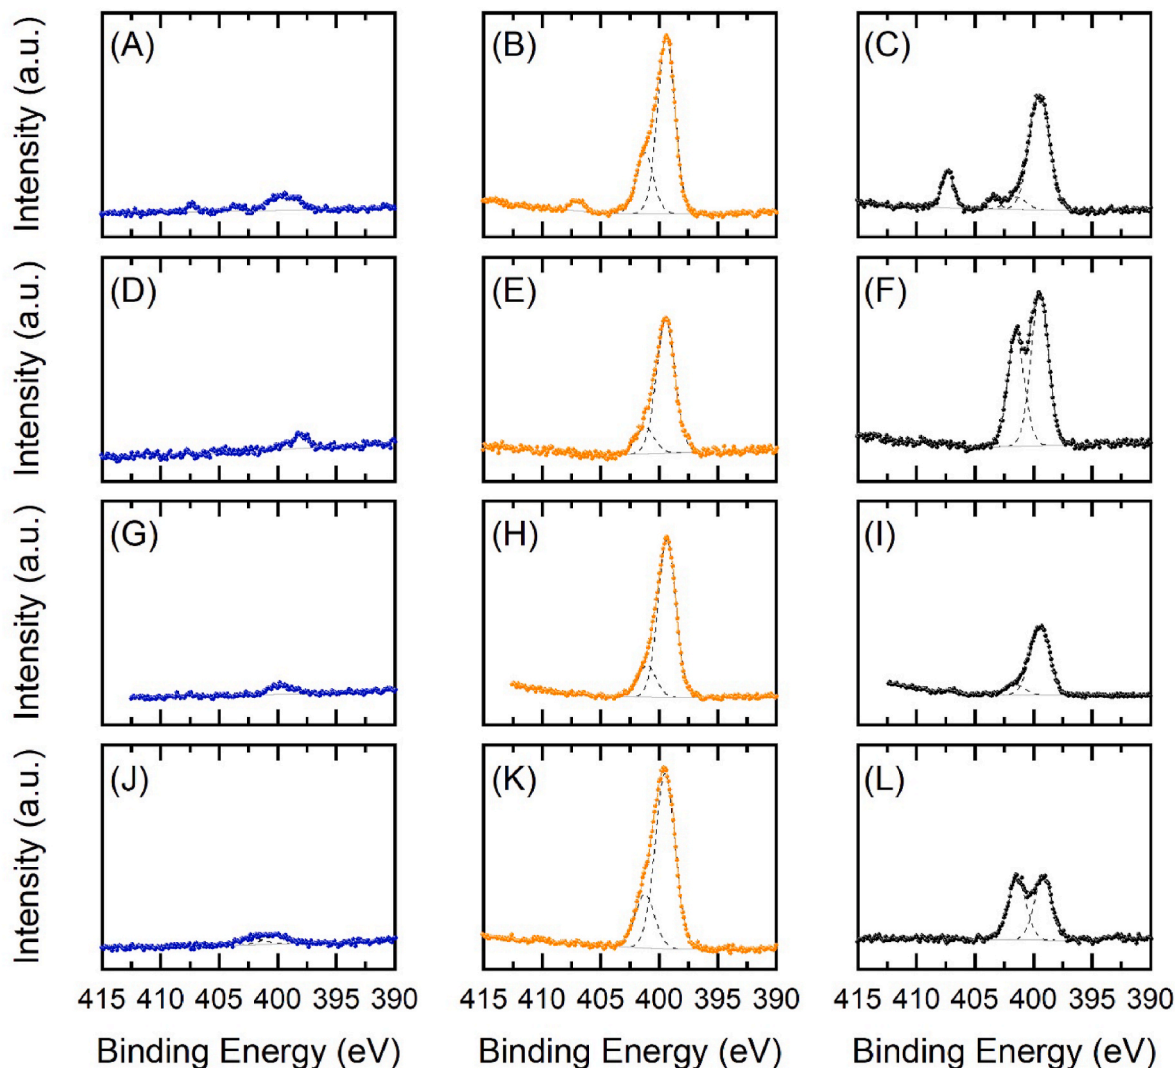 Intensity (a.u.) (A) (B) (C)
Intensity (a.u.) (D) (E) (F)
Intensity (a.u.) (G) (H) (I)
Intensity (a.u.) (J) (K) (L)
415 410 405 400 395 390 415 410 405 400 395 390 415 410 405 400 395 390
Binding Energy (eV) Binding Energy (eV) Binding Energy (eV)